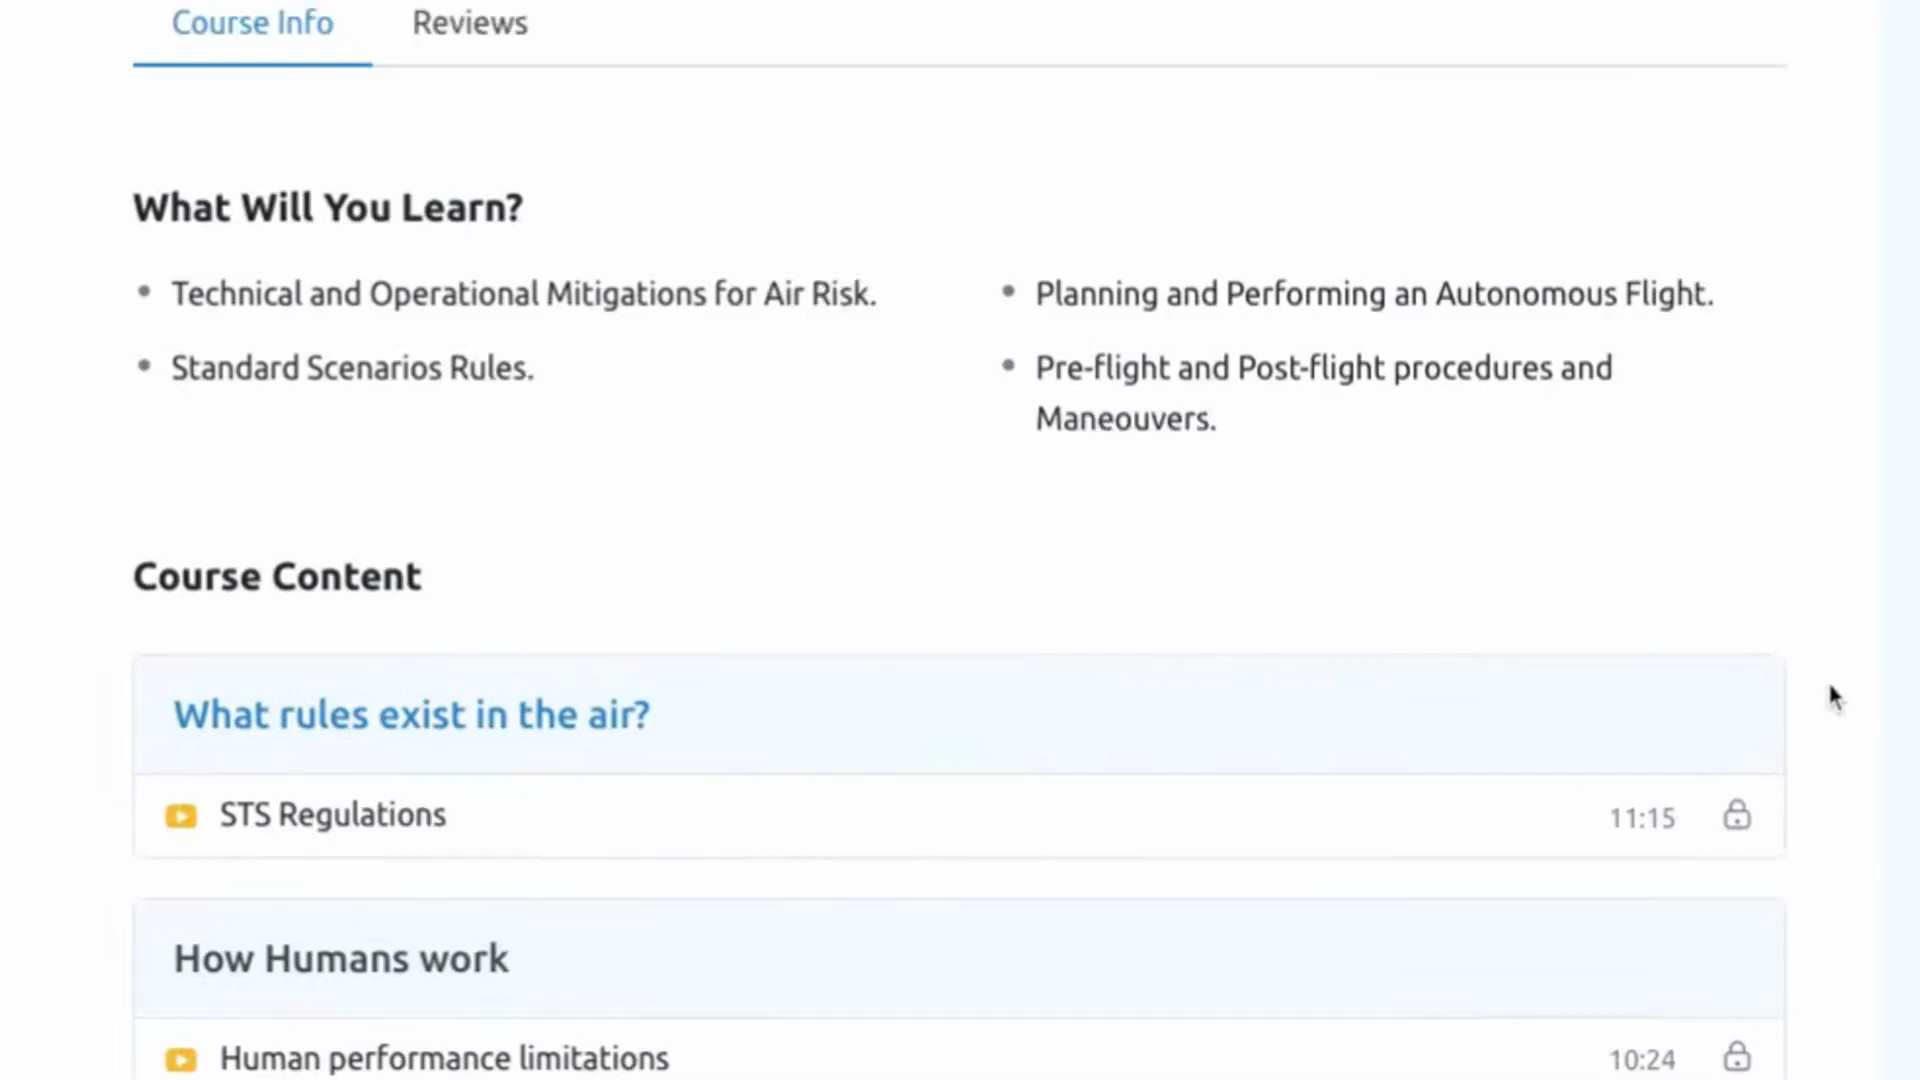 Course Info Reviews
What Will You Learn?
Technical and Operational Mitigations for Air Risk.
Standard Scenarios Rules.
Planning and Performing an Autonomous Flight.
Pre-flight and Post-flight procedures and
Maneouvers.
Course Content
What rules exist in the air?
STS Regulations 11:15
How Humans work
Human performance limitations 10:24